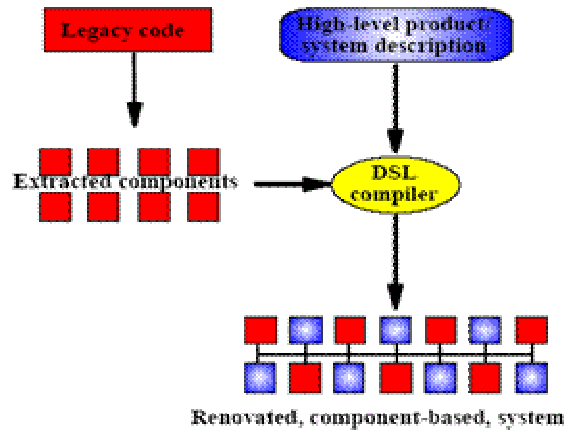 Legacy code
High-level product/
system description
Extracted components
DSL
compiler
Renovated, component-based, system